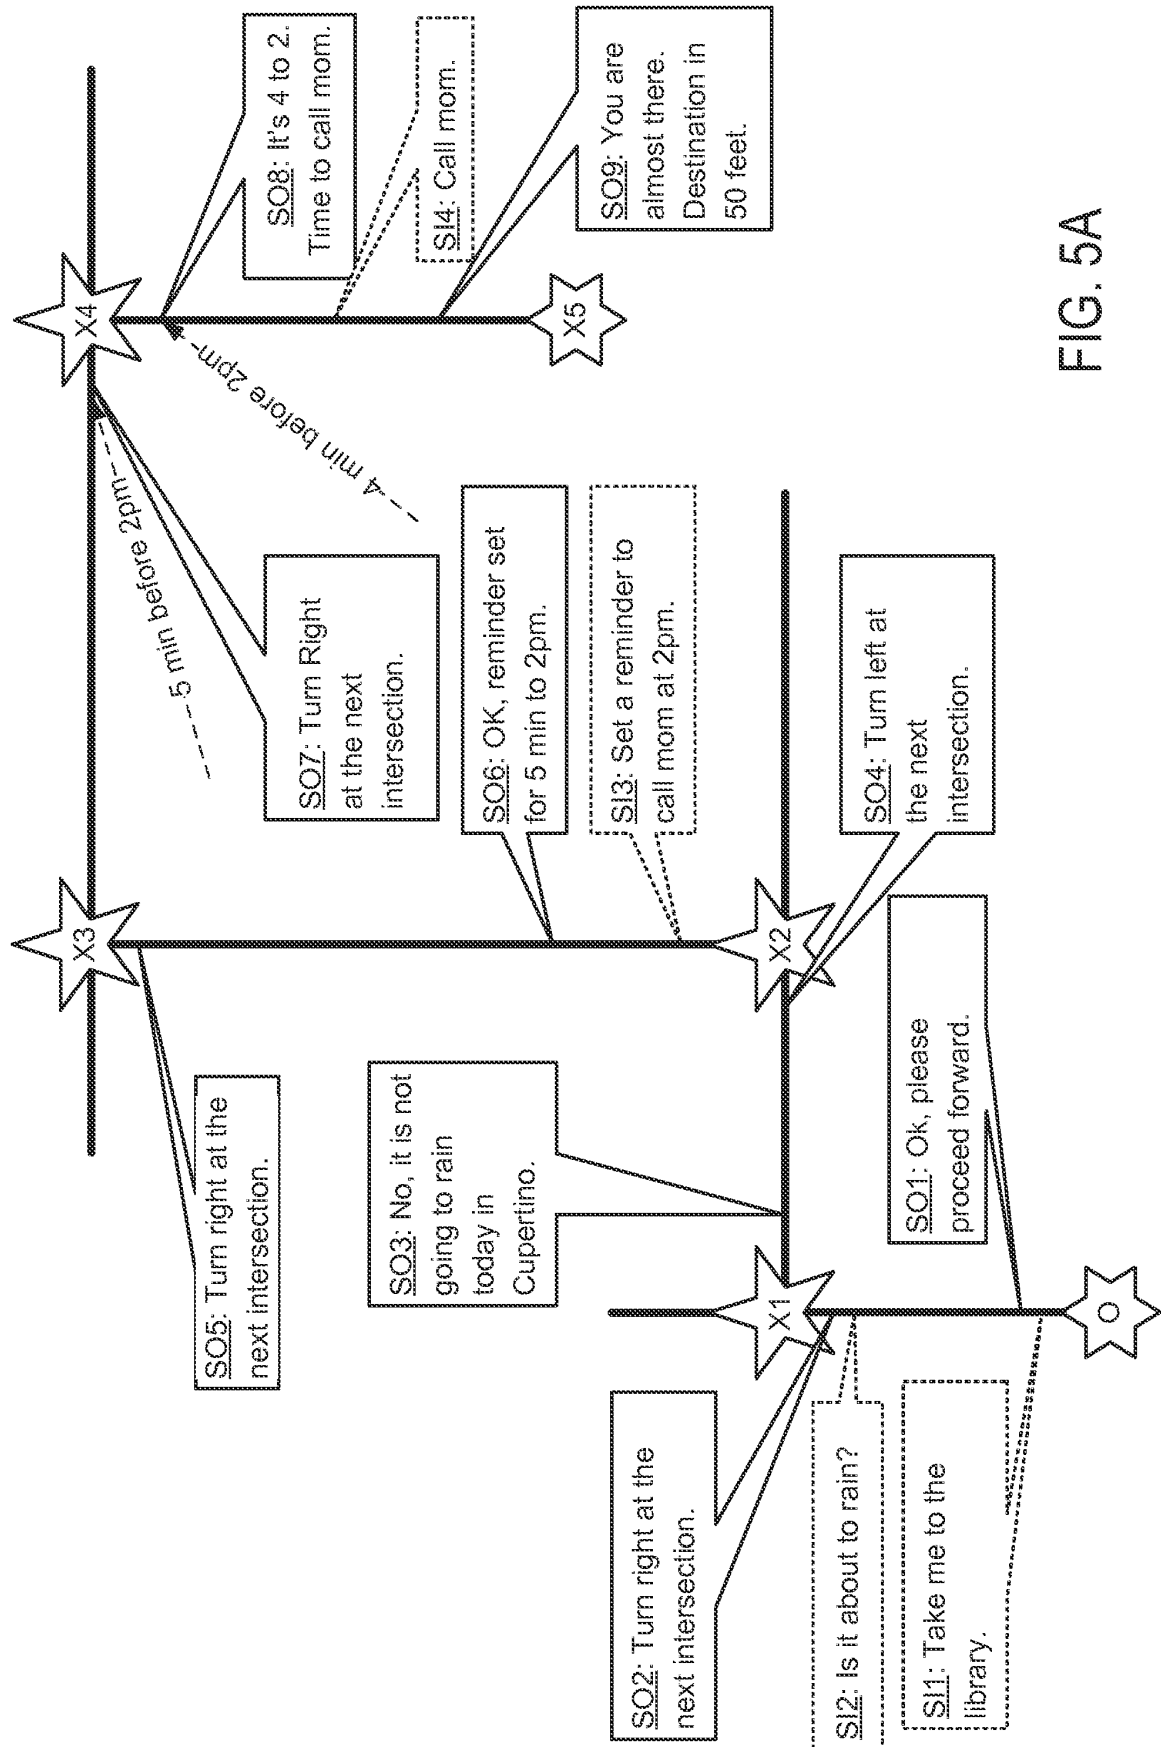 SO5: Turn right at the
next intersection.
X3
SO7: Turn Right
at the next
intersection.
5 min before 2pm
X4
SO8: It's 4 to 2.
Time to call mom.
4 min before 2pm
SI4: Call mom.
SO9: You are
almost there.
Destination in
50 feet.
X5
SO3: No, it is not
going to rain
today in
Cupertino.
SO6: OK, reminder set
for 5 min to 2pm.
SI3: Set a reminder to
call mom at 2pm.
SO2: Turn right at the
next intersection.
X1
X2
SI2: Is it about to rain?
SI1: Take me to the
library.
SO1: Ok, please
proceed forward.
SO4: Turn left at
the next
intersection.
O
FIG. 5A